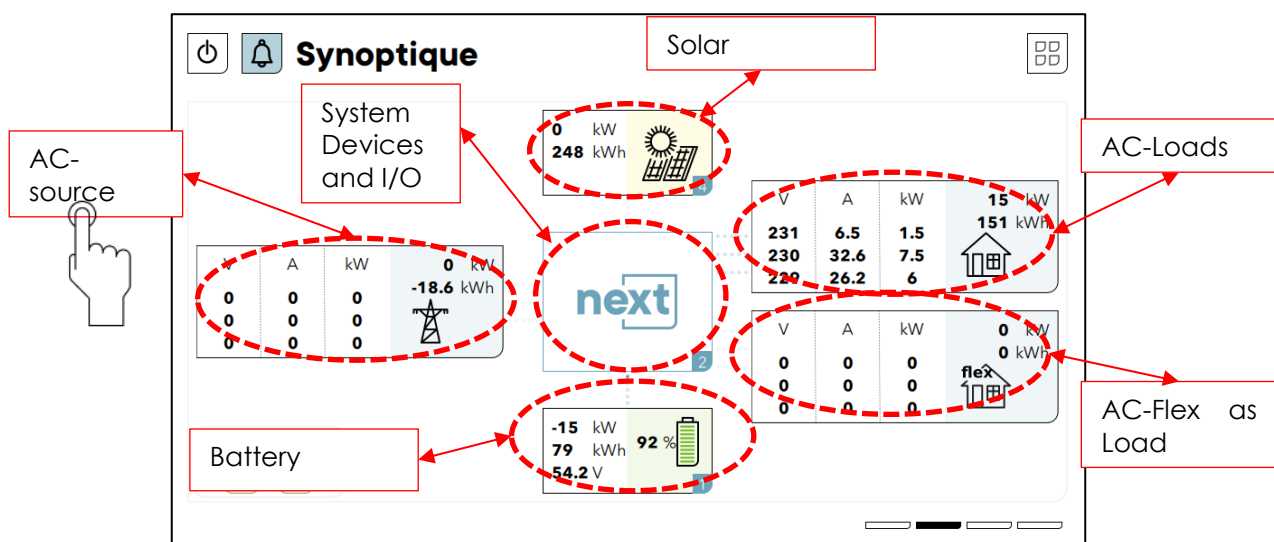 Synoptique
Solar
System
Devices
and I/O
AC-
source
AC-Loads
0 kW
248 kWh
4
V A kW 15 kW
151 kWh
231 6.5 1.5
230 32.6 7.5
229 26.2 6
V A kW 0 kW
-18.6 kWh
0 0 0
0 0 0
0 0 0
next
2
V A kW 0 kW
0 kWh
0 0 0
flex
0 0 0
0 0 0
AC-Flex as
Load
Battery
-15 kW
79 kWh
92 %
54.2 V
1